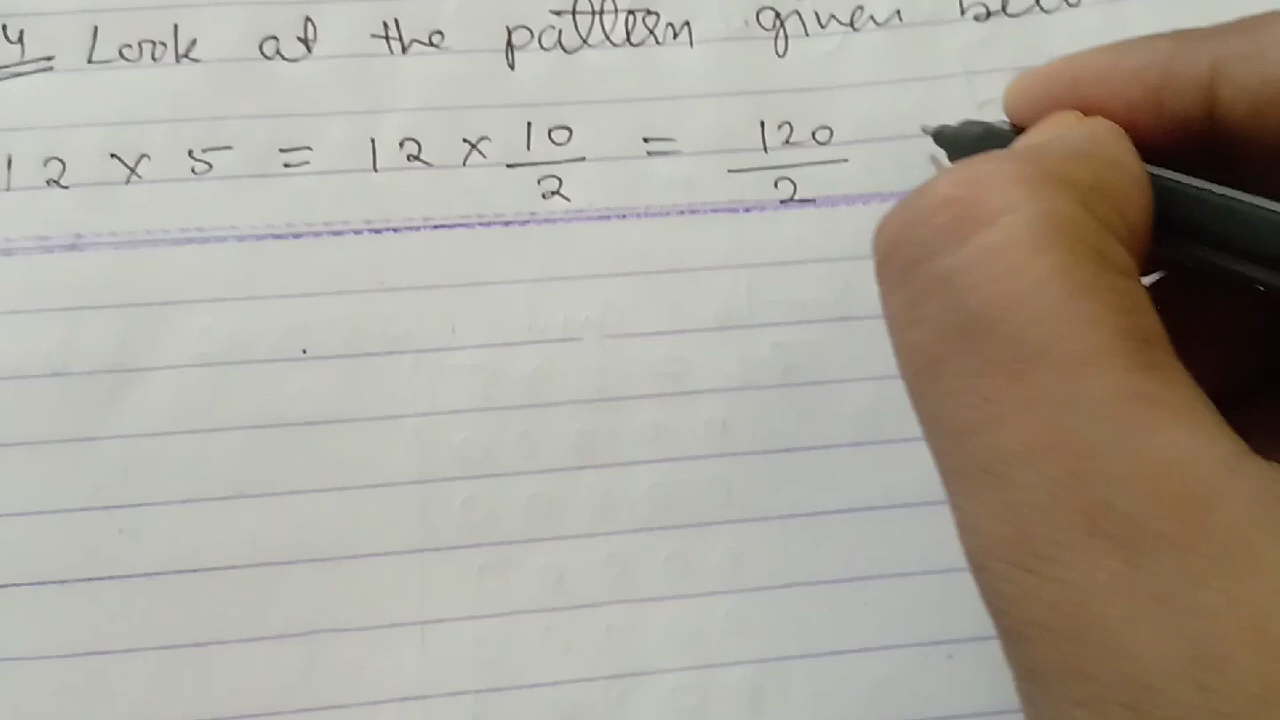 4 Look at the pattern given
12 × 5 = 12 × 10/2 = 120/2